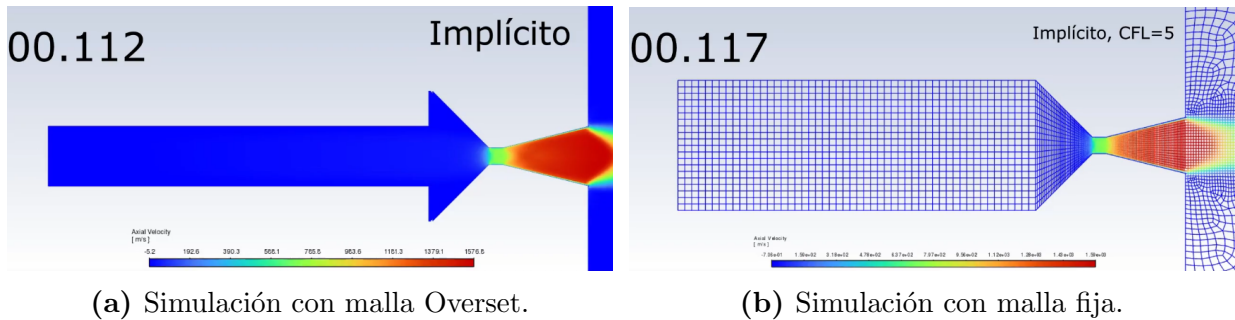 00.112
Implícito
Axial Velocity
[ m/s ]
-5.2 192.6 390.3 588.1 785.8 983.6 1181.3 1379.1 1576.8
(a) Simulación con malla Overset.
00.117
Implícito, CFL=5
Axial Velocity
[ m/s ]
(b) Simulación con malla fija.